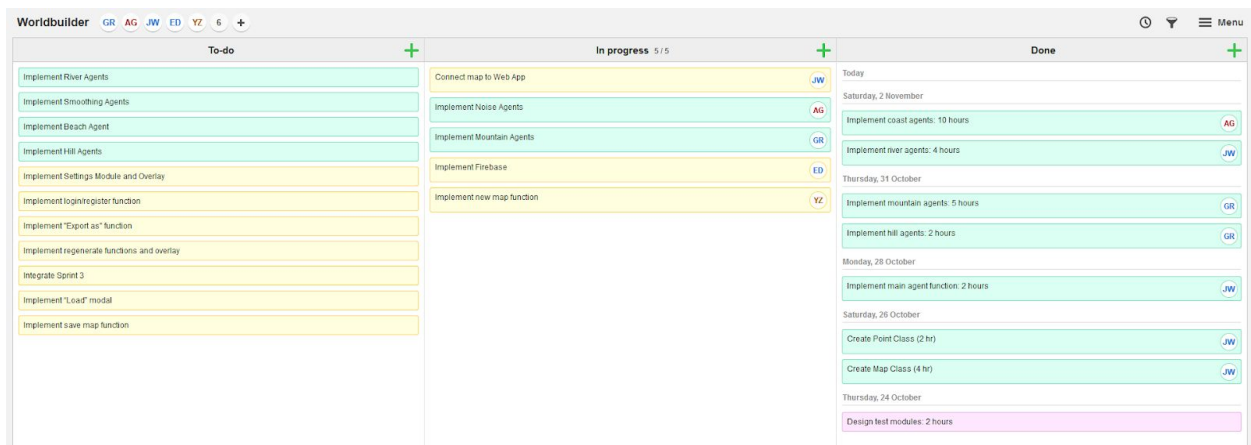 Worldbuilder GR AG JW ED YZ 6 +
Menu
To-do +
In progress 5/5 +
Done +
Implement River Agents
Implement Smoothing Agents
Implement Beach Agent
Implement Hill Agents
Implement Settings Module and Overlay
Implement login/register function
Implement "Export as" function
Implement regenerate functions and overlay
Integrate Sprint 3
Implement "Load" modal
Implement save map function
Connect map to Web App JW
Implement Noise Agents AG
Implement Mountain Agents GR
Implement Firebase ED
Implement new map function YZ
Today
Saturday, 2 November
Implement coast agents: 10 hours AG
Implement river agents: 4 hours JW
Thursday, 31 October
Implement mountain agents: 5 hours GR
Implement hill agents: 2 hours GR
Monday, 28 October
Implement main agent function: 2 hours JW
Saturday, 26 October
Create Point Class (2 hr) JW
Create Map Class (4 hr) JW
Thursday, 24 October
Design test modules: 2 hours